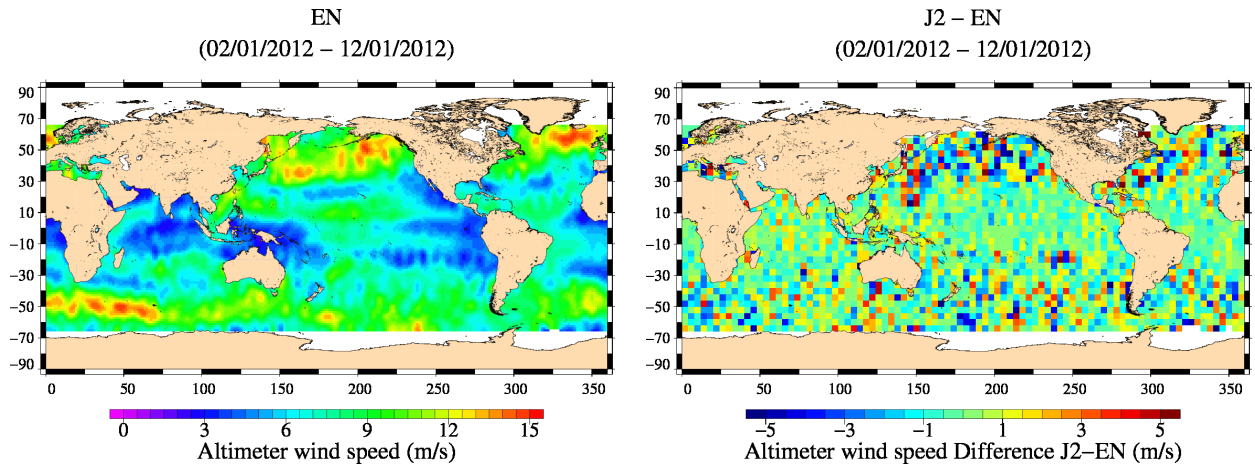 EN
(02/01/2012 – 12/01/2012)
90
70
50
30
10
−10
−30
−50
−70
−90
0 50 100 150 200 250 300 350
0 3 6 9 12 15
Altimeter wind speed (m/s)
J2 – EN
(02/01/2012 – 12/01/2012)
90
70
50
30
10
−10
−30
−50
−70
−90
0 50 100 150 200 250 300 350
−5 −3 −1 1 3 5
Altimeter wind speed Difference J2−EN (m/s)